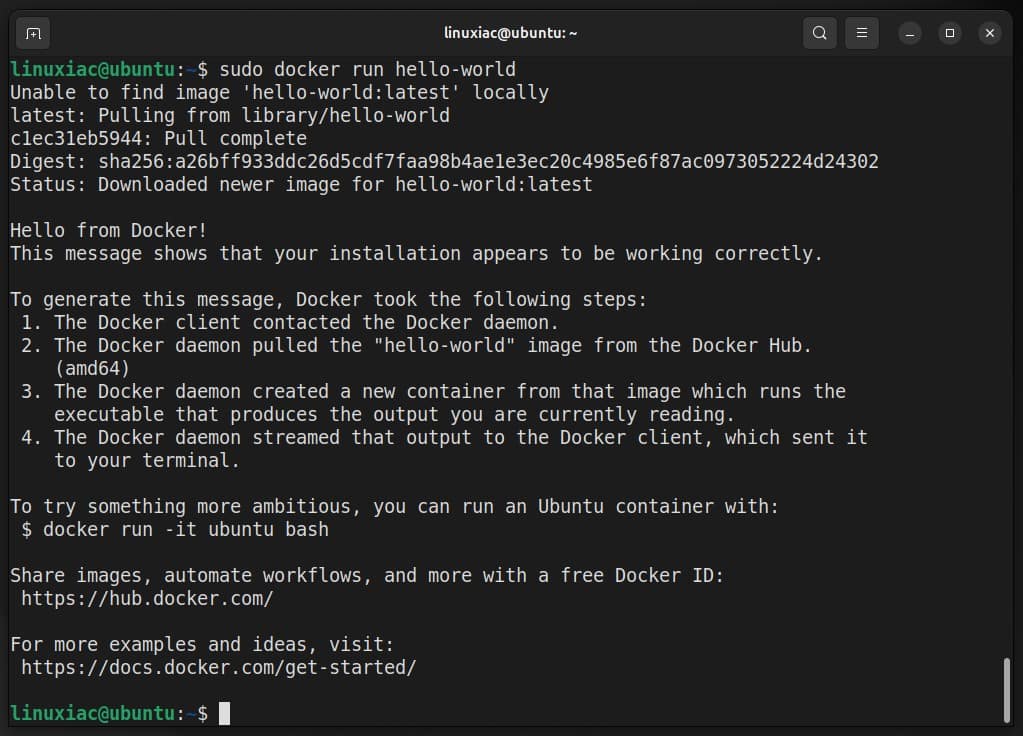 linuxiac@ubuntu: ~
linuxiac@ubuntu:~$ sudo docker run hello-world
Unable to find image 'hello-world:latest' locally
latest: Pulling from library/hello-world
c1ec31eb5944: Pull complete
Digest: sha256:a26bff933ddc26d5cdf7faa98b4ae1e3ec20c4985e6f87ac0973052224d24302
Status: Downloaded newer image for hello-world:latest

Hello from Docker!
This message shows that your installation appears to be working correctly.

To generate this message, Docker took the following steps:
 1. The Docker client contacted the Docker daemon.
 2. The Docker daemon pulled the "hello-world" image from the Docker Hub.
    (amd64)
 3. The Docker daemon created a new container from that image which runs the
    executable that produces the output you are currently reading.
 4. The Docker daemon streamed that output to the Docker client, which sent it
    to your terminal.

To try something more ambitious, you can run an Ubuntu container with:
 $ docker run -it ubuntu bash

Share images, automate workflows, and more with a free Docker ID:
 https://hub.docker.com/

For more examples and ideas, visit:
 https://docs.docker.com/get-started/

linuxiac@ubuntu:~$